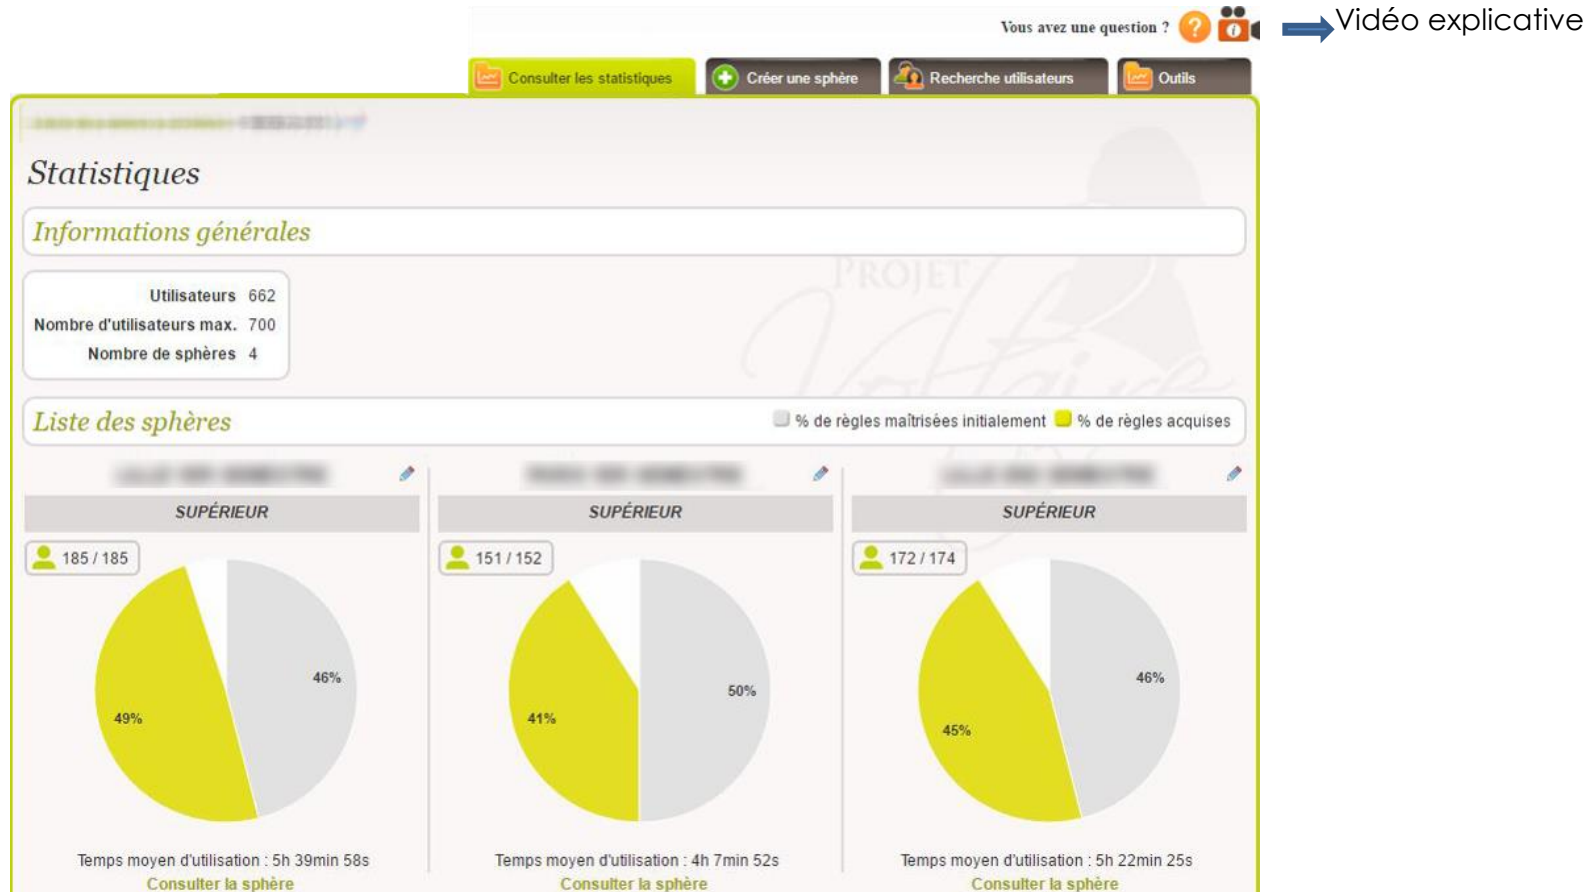 Vous avez une question ?
Vidéo explicative
Consulter les statistiques
Créer une sphère
Recherche utilisateurs
Outils
Statistiques
Informations générales
PROJET
Voltaire
Utilisateurs 662
Nombre d'utilisateurs max. 700
Nombre de sphères 4
Liste des sphères
% de règles maîtrisées initialement
% de règles acquises
SUPÉRIEUR
185 / 185
46%
49%
Temps moyen d'utilisation : 5h 39min 58s
Consulter la sphère
SUPÉRIEUR
151 / 152
50%
41%
Temps moyen d'utilisation : 4h 7min 52s
Consulter la sphère
SUPÉRIEUR
172 / 174
46%
45%
Temps moyen d'utilisation : 5h 22min 25s
Consulter la sphère